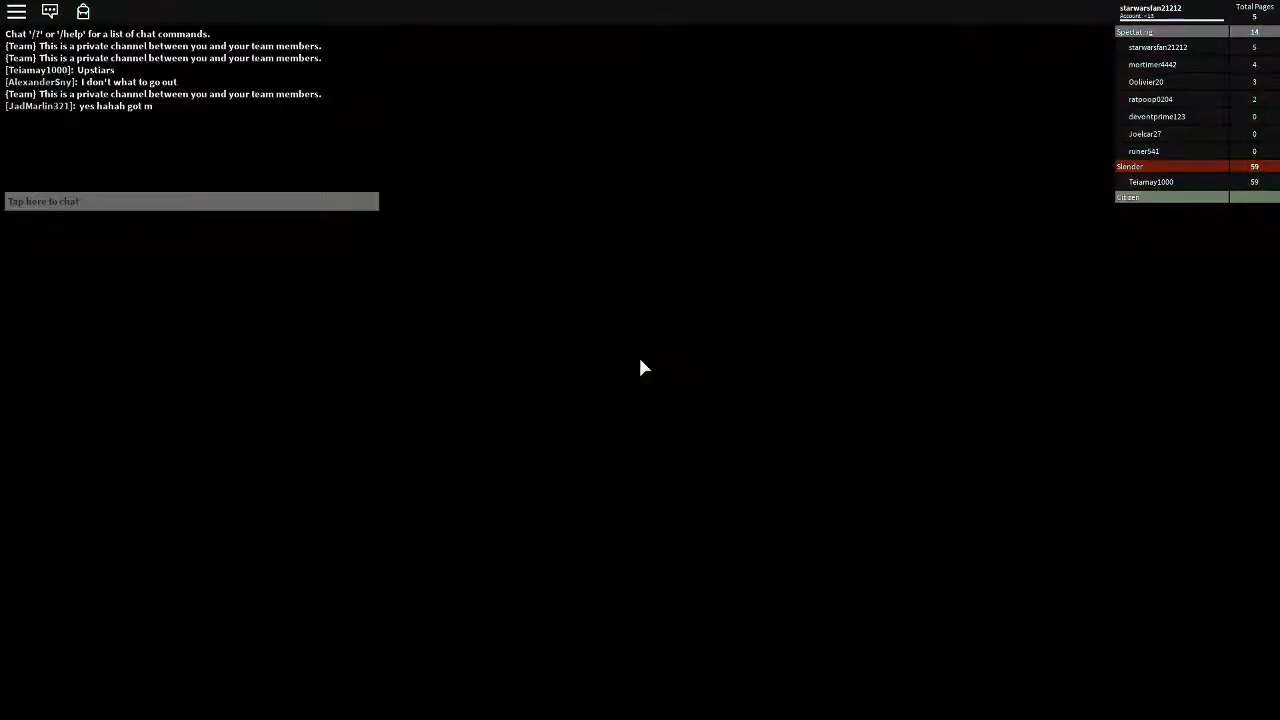 Chat '/?' or '/help' for a list of chat commands.
{Team} This is a private channel between you and your team members.
{Team} This is a private channel between you and your team members.
[Teiamay1000]: Upstiars
[AlexanderSny]: I don't what to go out
{Team} This is a private channel between you and your team members.
[JadMarlin321]: yes hahah got m
Tap here to chat
starwarsfan21212 Total Pages
Account: <13 5
Spectating 14
starwarsfan21212 5
mortimer4442 4
Oolivier20 3
ratpoop0204 2
devontprime123 0
Joelcar27 0
runer541 0
Slender 59
Teiamay1000 59
Citizen